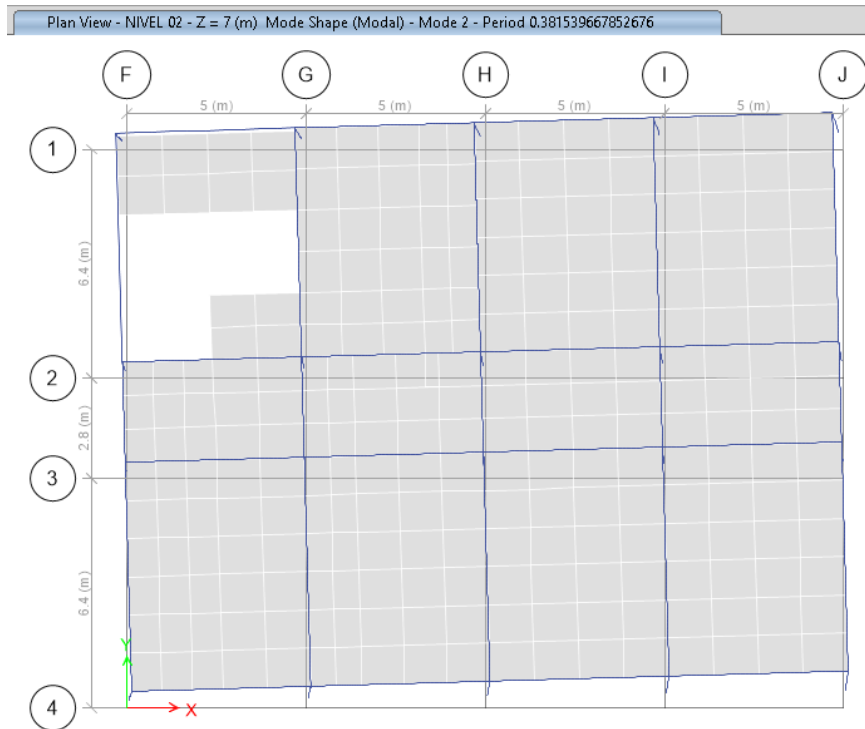 Plan View - NIVEL 02 - Z = 7 (m) Mode Shape (Modal) - Mode 2 - Period 0.381539667852676
F G H I J
5 (m) 5 (m) 5 (m) 5 (m)
1
6.4 (m)
2
2.8 (m)
3
6.4 (m)
Y
X
4